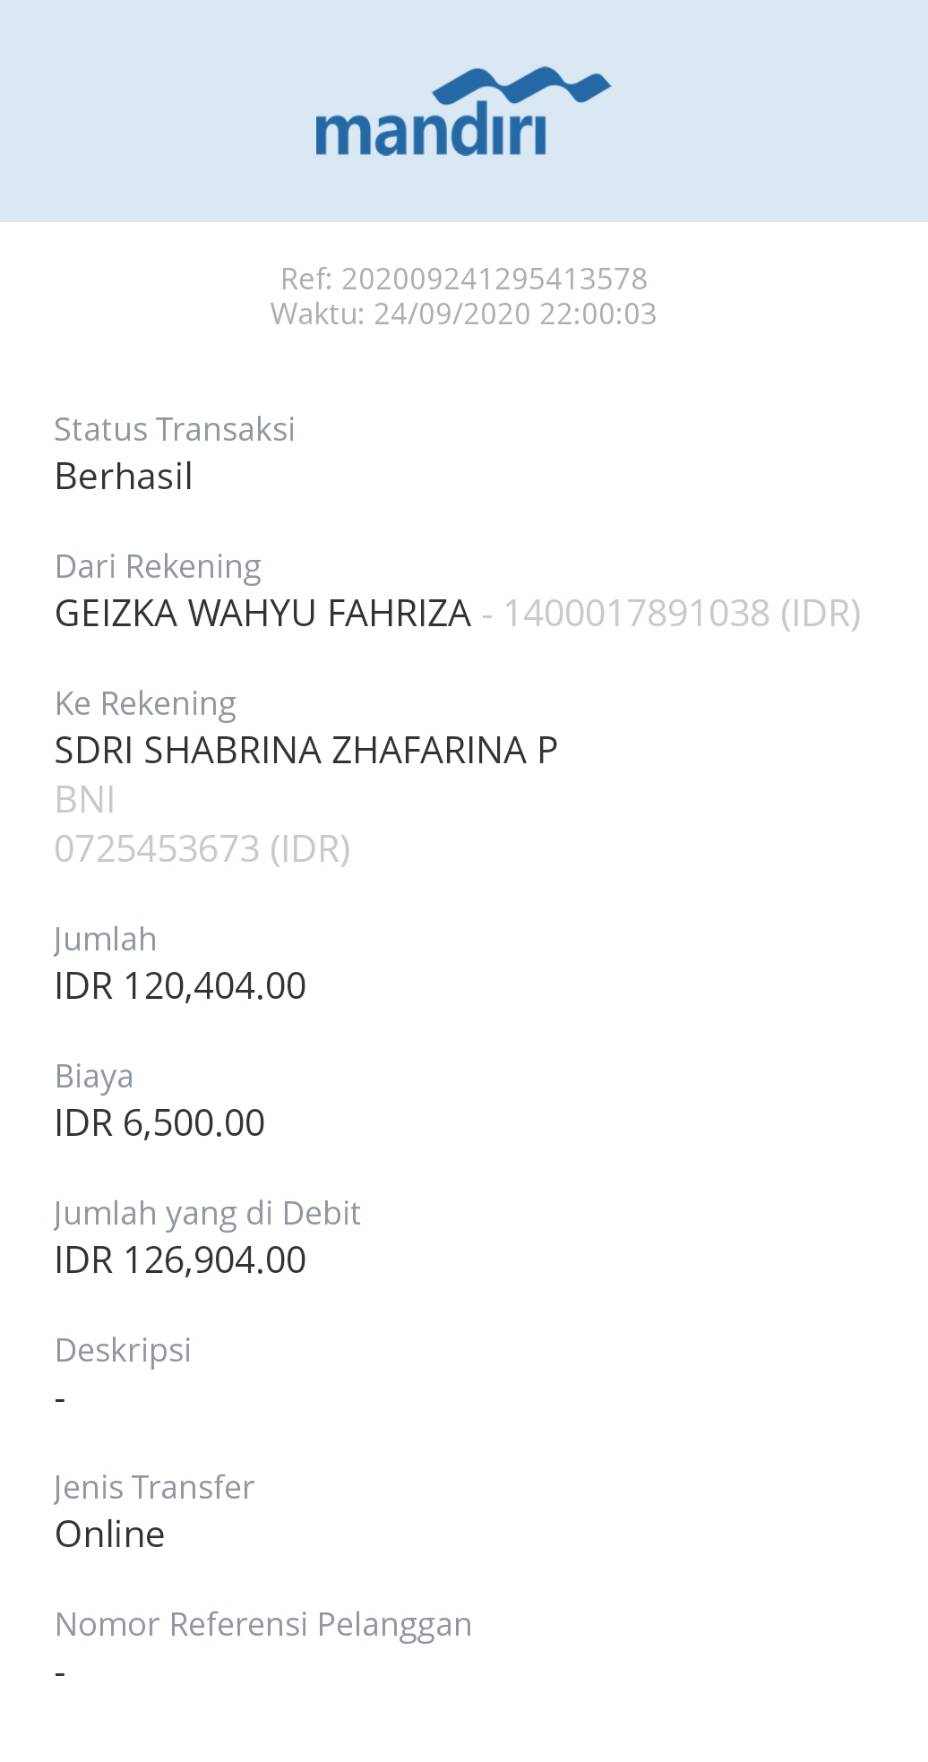 mandiri
Ref: 202009241295413578
Waktu: 24/09/2020 22:00:03
Status Transaksi
Berhasil
Dari Rekening
GEIZKA WAHYU FAHRIZA - 1400017891038 (IDR)
Ke Rekening
SDRI SHABRINA ZHAFARINA P
BNI
0725453673 (IDR)
Jumlah
IDR 120,404.00
Biaya
IDR 6,500.00
Jumlah yang di Debit
IDR 126,904.00
Deskripsi
-
Jenis Transfer
Online
Nomor Referensi Pelanggan
-